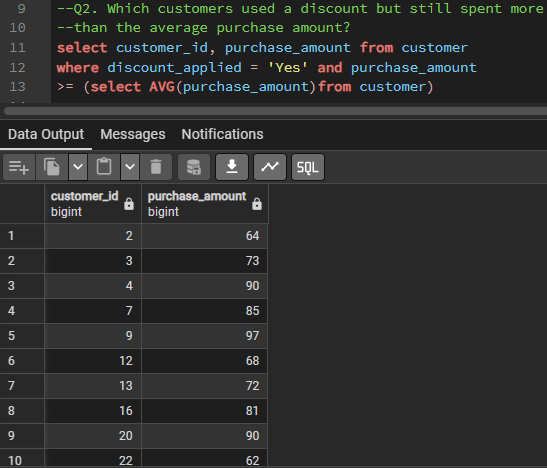 9 --Q2. Which customers used a discount but still spent more
10 --than the average purchase amount?
11 select customer_id, purchase_amount from customer
12 where discount_applied = 'Yes' and purchase_amount
13 >= (select AVG(purchase_amount)from customer)
Data Output Messages Notifications
SQL
customer_id purchase_amount
bigint bigint
1 2 64
2 3 73
3 4 90
4 7 85
5 9 97
6 12 68
7 13 72
8 16 81
9 20 90
10 22 62